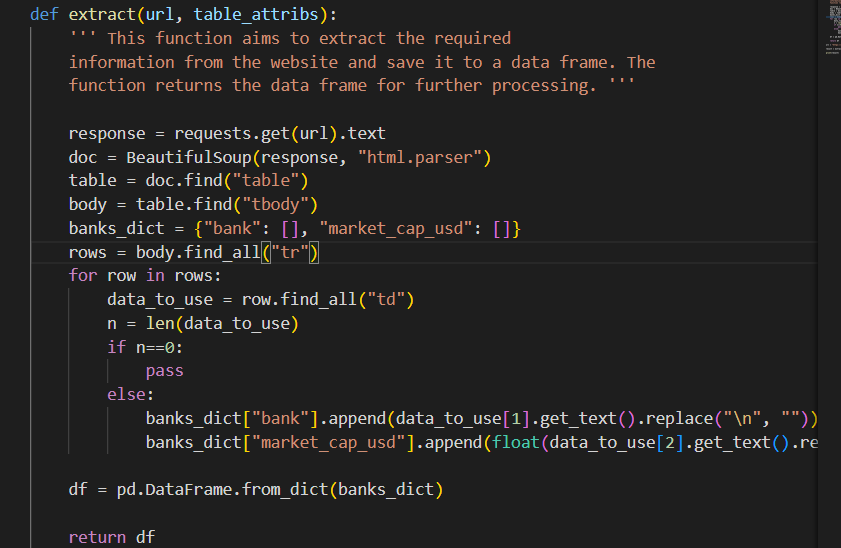 def extract(url, table_attribs):
    ''' This function aims to extract the required
    information from the website and save it to a data frame. The
    function returns the data frame for further processing. '''

    response = requests.get(url).text
    doc = BeautifulSoup(response, "html.parser")
    table = doc.find("table")
    body = table.find("tbody")
    banks_dict = {"bank": [], "market_cap_usd": []}
    rows = body.find_all("tr")
    for row in rows:
        data_to_use = row.find_all("td")
        n = len(data_to_use)
        if n==0:
            pass
        else:
            banks_dict["bank"].append(data_to_use[1].get_text().replace("\n", ""))
            banks_dict["market_cap_usd"].append(float(data_to_use[2].get_text().re

    df = pd.DataFrame.from_dict(banks_dict)

    return df